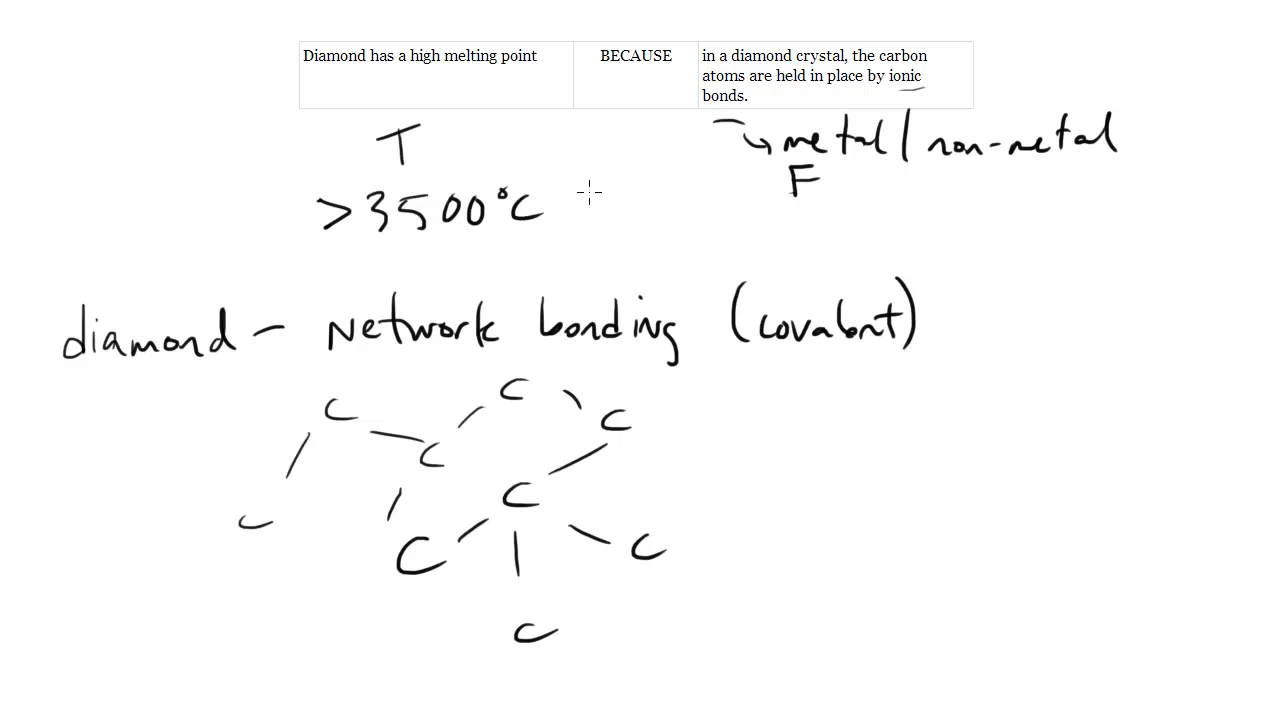 Diamond has a high melting point BECAUSE in a diamond crystal, the carbon
atoms are held in place by ionic
bonds.
T
metal/non-metal
F
>3500°C
diamond – Network bonding (covalent)
C
C
C
C
C
C
C
C
C
C